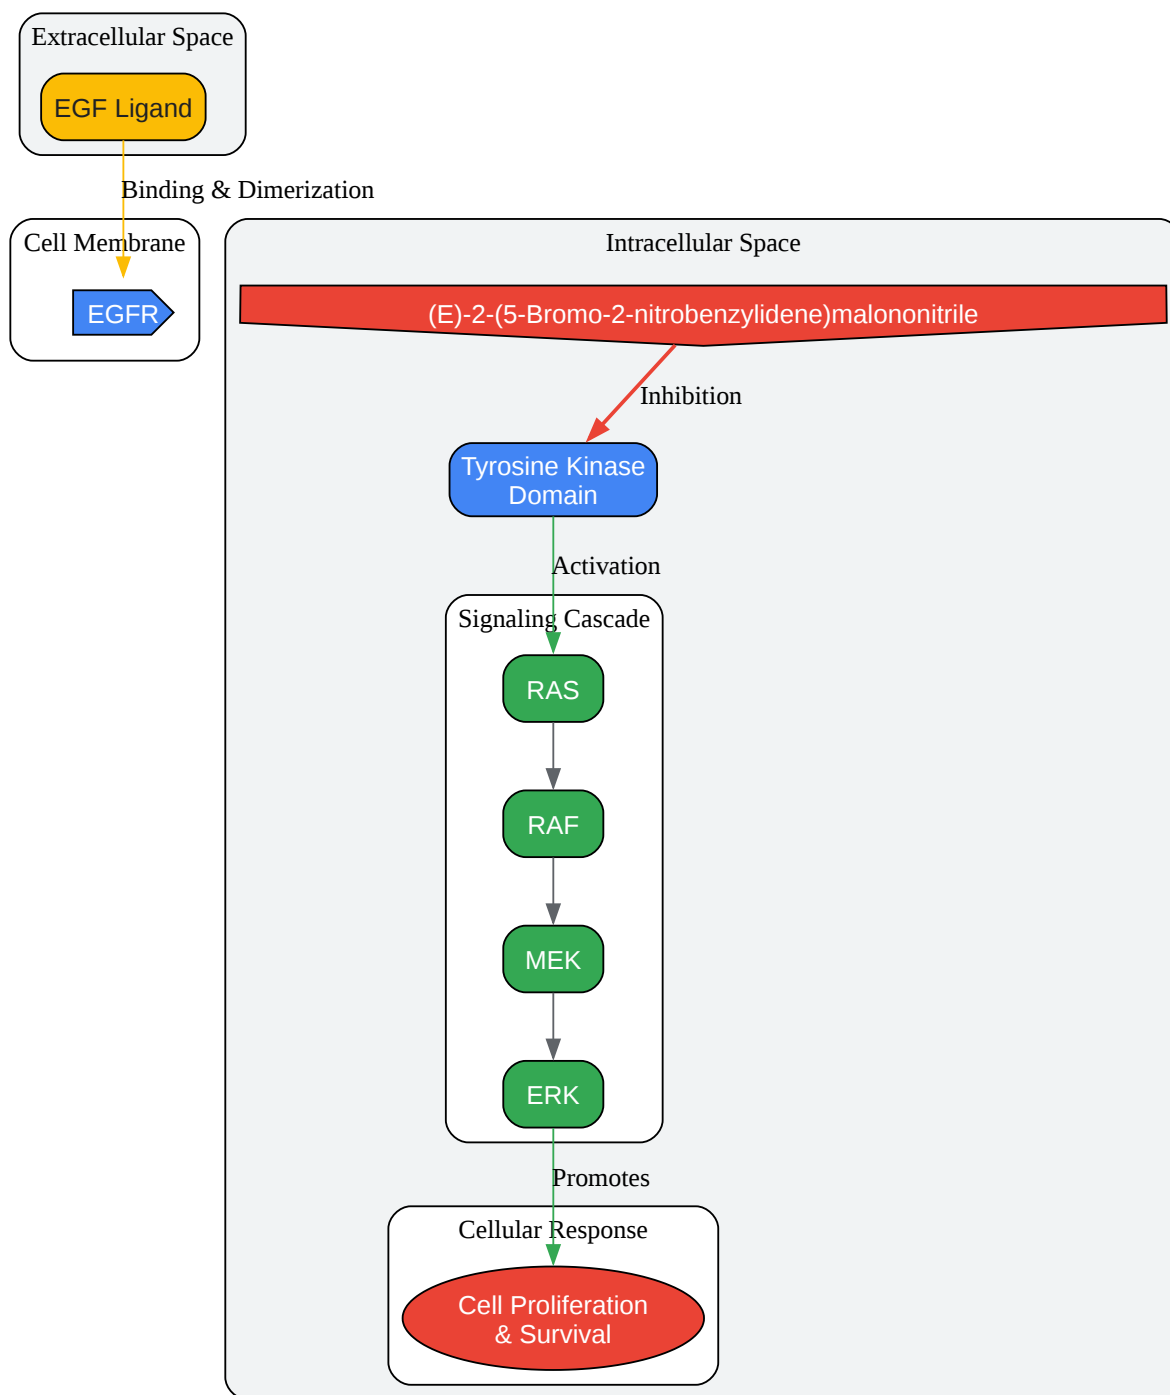 Extracellular Space
EGF Ligand
Binding & Dimerization
Cell Membrane
EGFR
Intracellular Space
(E)-2-(5-Bromo-2-nitrobenzylidene)malononitrile
Inhibition
Tyrosine Kinase
Domain
Activation
Signaling Cascade
RAS
RAF
MEK
ERK
Promotes
Cellular Response
Cell Proliferation
& Survival